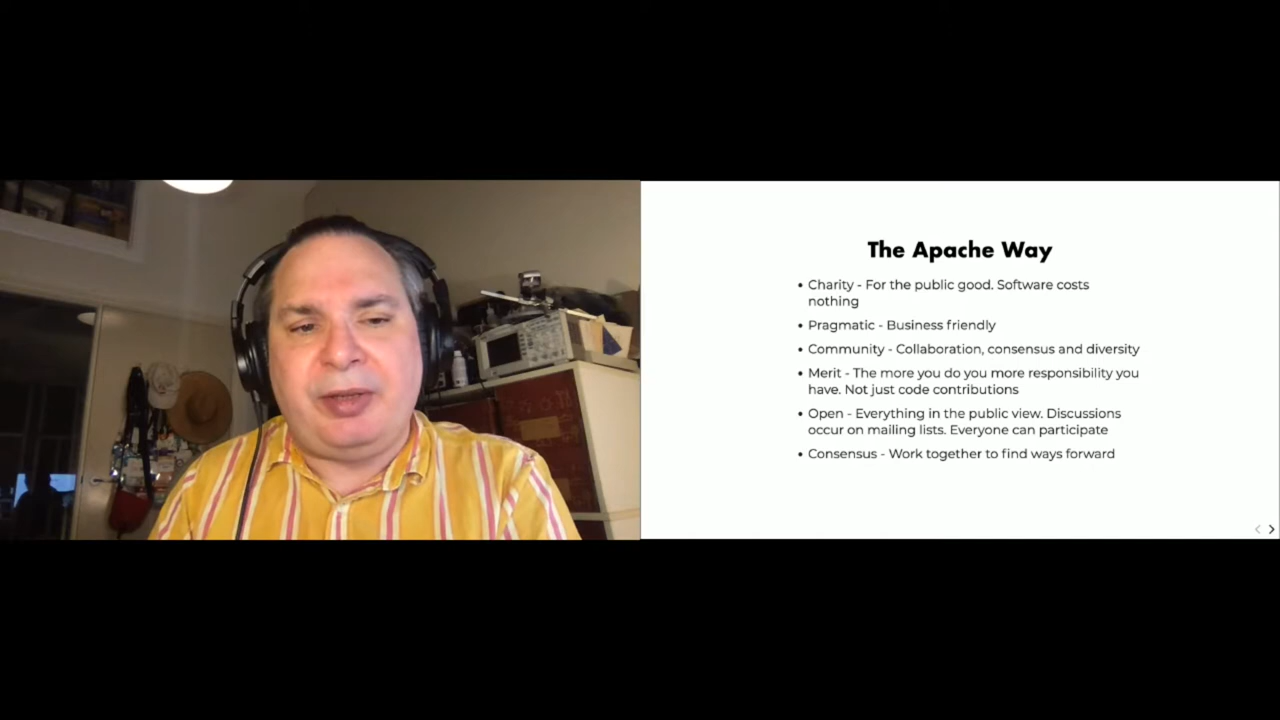 The Apache Way
• Charity - For the public good. Software costs
nothing
• Pragmatic - Business friendly
• Community - Collaboration, consensus and diversity
• Merit - The more you do you more responsibility you
have. Not just code contributions
• Open - Everything in the public view. Discussions
occur on mailing lists. Everyone can participate
• Consensus - Work together to find ways forward